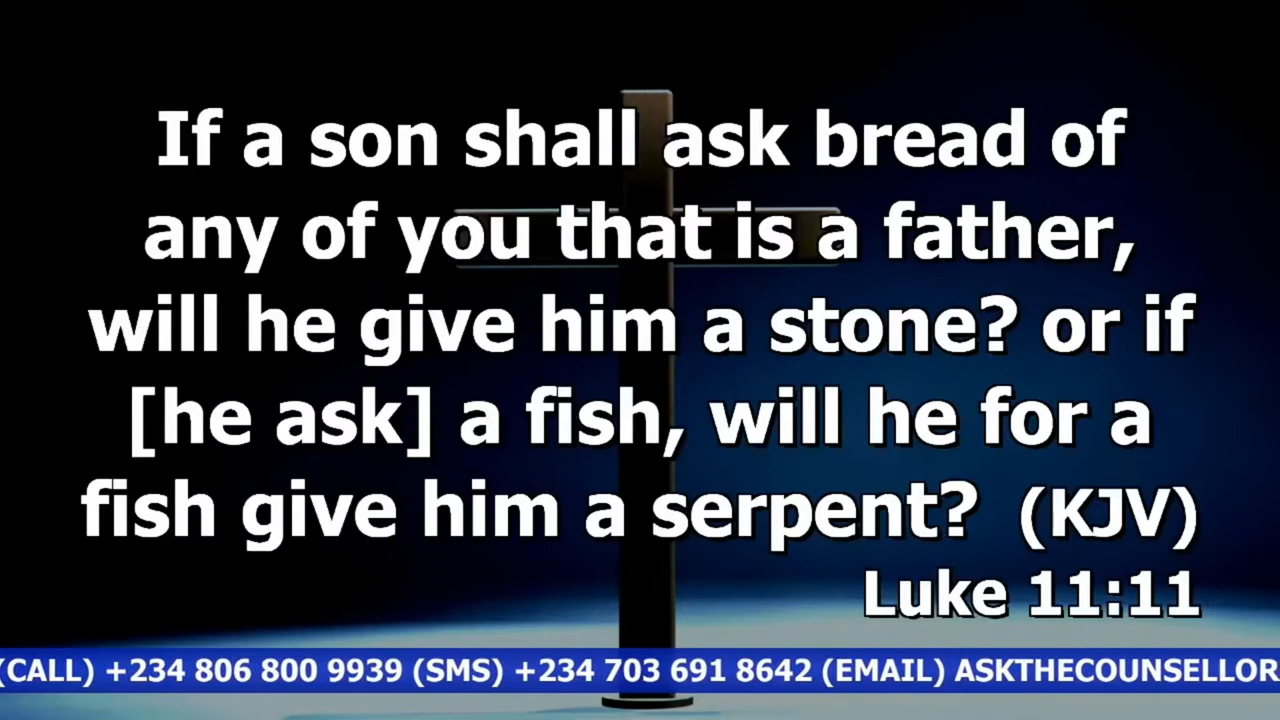 If a son shall ask bread of
any of you that is a father,
will he give him a stone? or if
[he ask] a fish, will he for a
fish give him a serpent? (KJV)
Luke 11:11
(CALL) +234 806 800 9939 (SMS) +234 703 691 8642 (EMAIL) ASKTHECOUNSELLOR